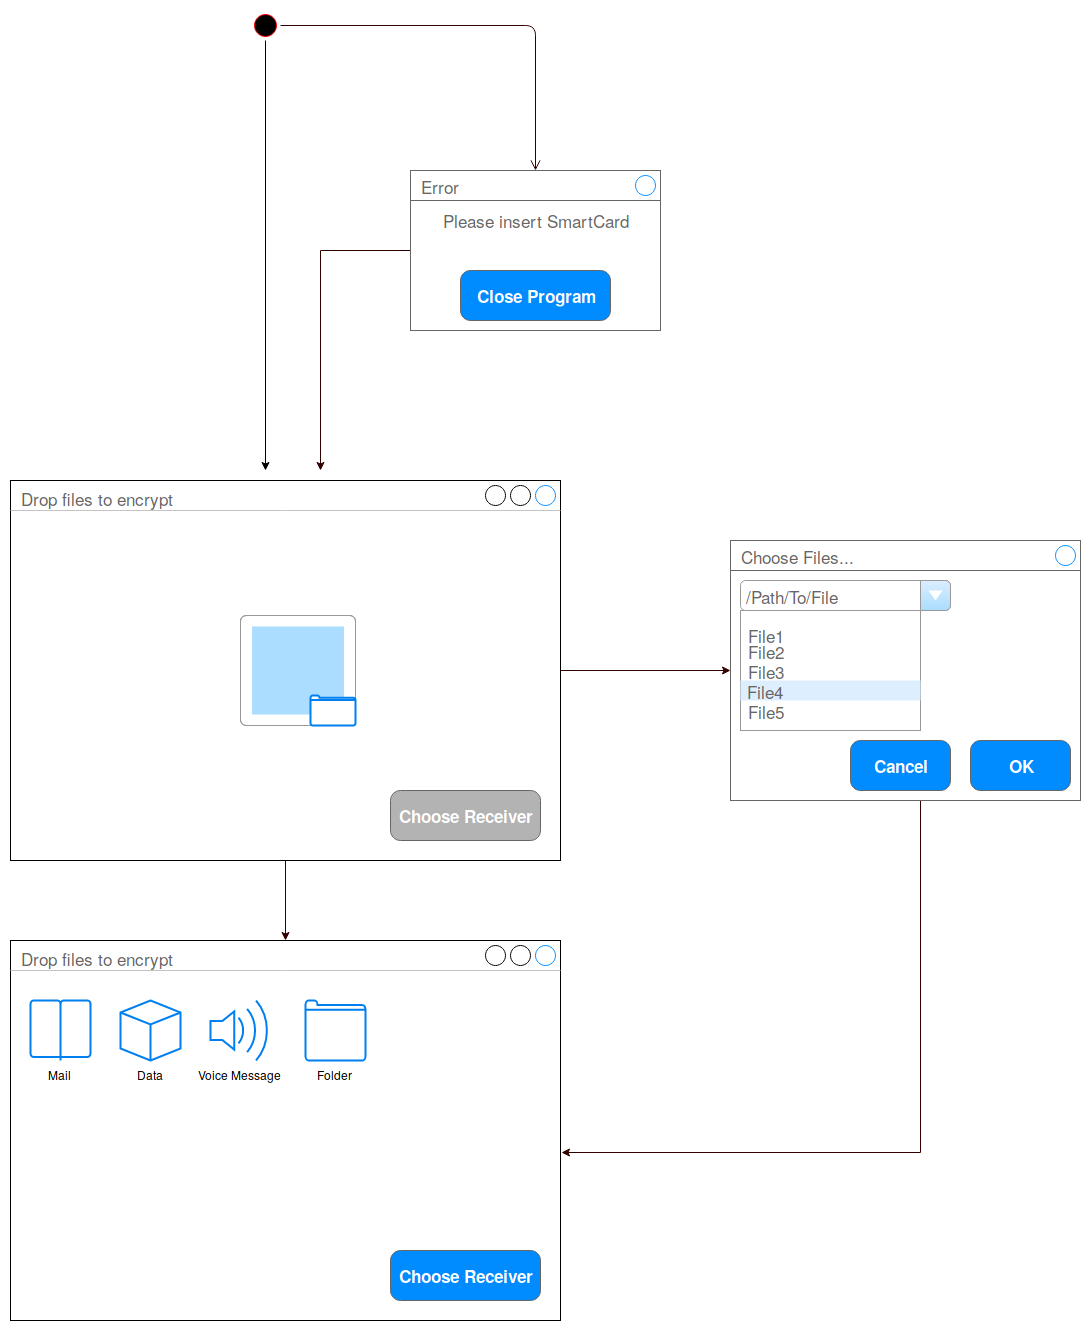 Error
Please insert SmartCard
Close Program
Drop files to encrypt
Choose Receiver
Choose Files...
/Path/To/File
File1
File2
File3
File4
File5
Cancel
OK
Drop files to encrypt
Mail
Data
Voice Message
Folder
Choose Receiver